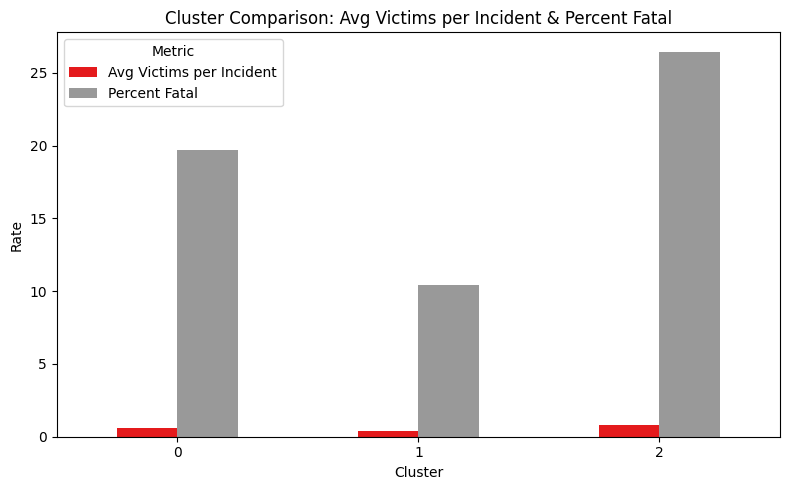 Cluster Comparison: Avg Victims per Incident & Percent Fatal
Metric
Avg Victims per Incident
Percent Fatal
25
20
15
10
5
0
Rate
0 1 2
Cluster